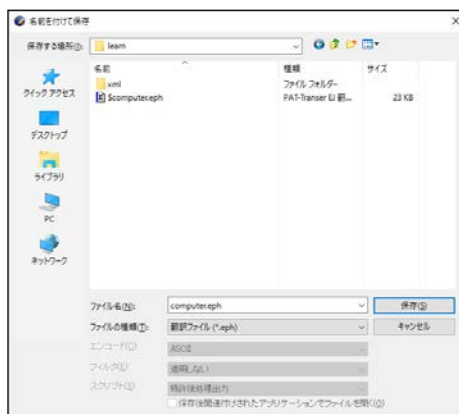 名前を付けて保存
保存する場所(I): learn
名前 種類 サイズ
xml ファイル フォルダー
$computer.eph PAT-Transer EJ 翻... 23 KB
クイック アクセス
デスクトップ
ライブラリ
PC
ネットワーク
ファイル名(N): computer.eph 保存(S)
ファイルの種類(T): 翻訳ファイル (*.eph) キャンセル
エンコード(D) ASCII
フィルタ(E) 適用しない
スクリプト(B) 特許後処理出力
保存後関連付けされたアプリケーションでファイルを開く(O)